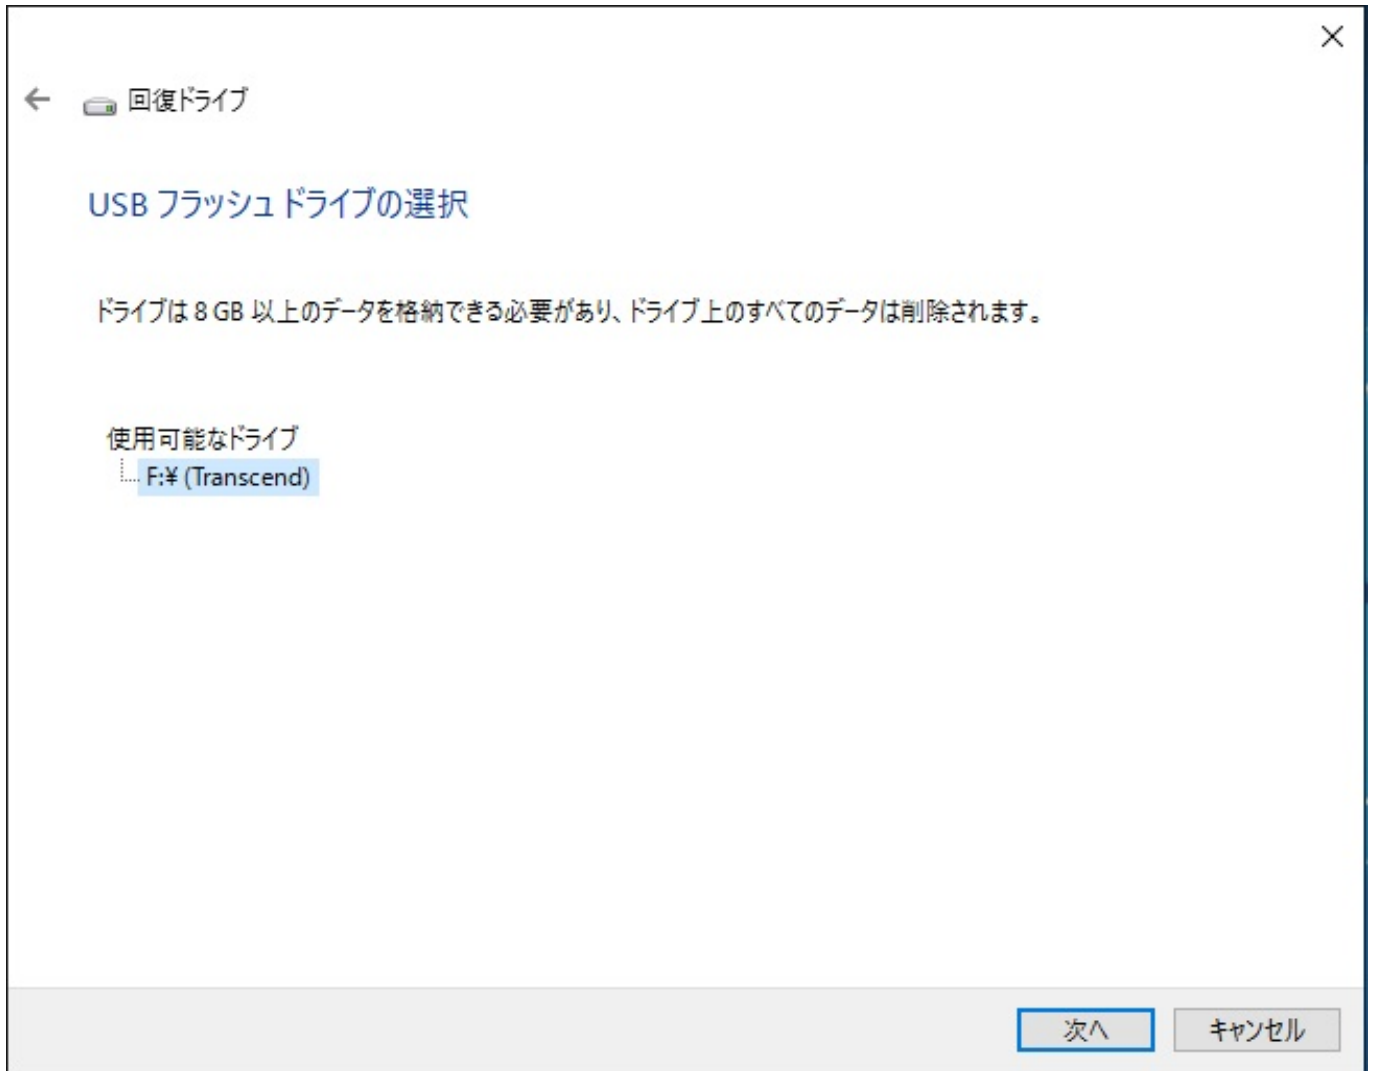 回復ドライブ
USB フラッシュ ドライブの選択
ドライブは 8 GB 以上のデータを格納できる必要があり、ドライブ上のすべてのデータは削除されます。
使用可能なドライブ
F:¥ (Transcend)
次へ
キャンセル